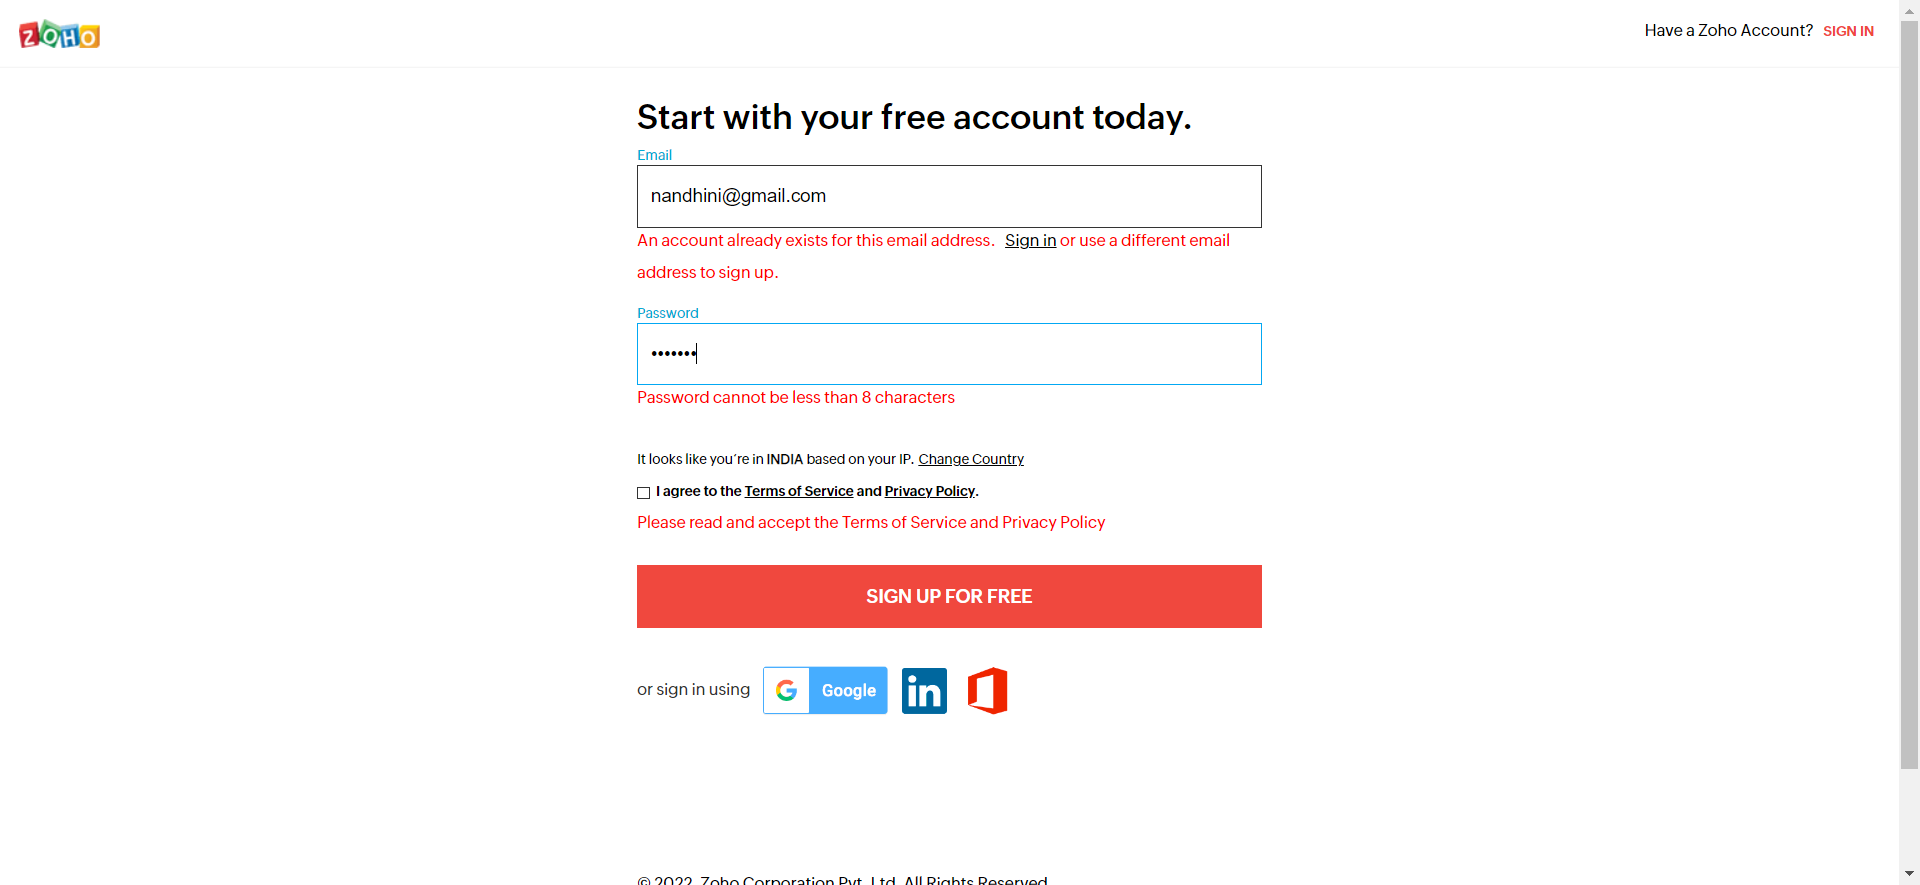 ZOHO
Have a Zoho Account? SIGN IN
Start with your free account today.
Email
nandhini@gmail.com
An account already exists for this email address. Sign in or use a different email
address to sign up.
Password
•••••••
Password cannot be less than 8 characters
It looks like you're in INDIA based on your IP. Change Country
I agree to the Terms of Service and Privacy Policy.
Please read and accept the Terms of Service and Privacy Policy
SIGN UP FOR FREE
or sign in using G Google in
© 2022, Zoho Corporation Pvt. Ltd. All Rights Reserved.